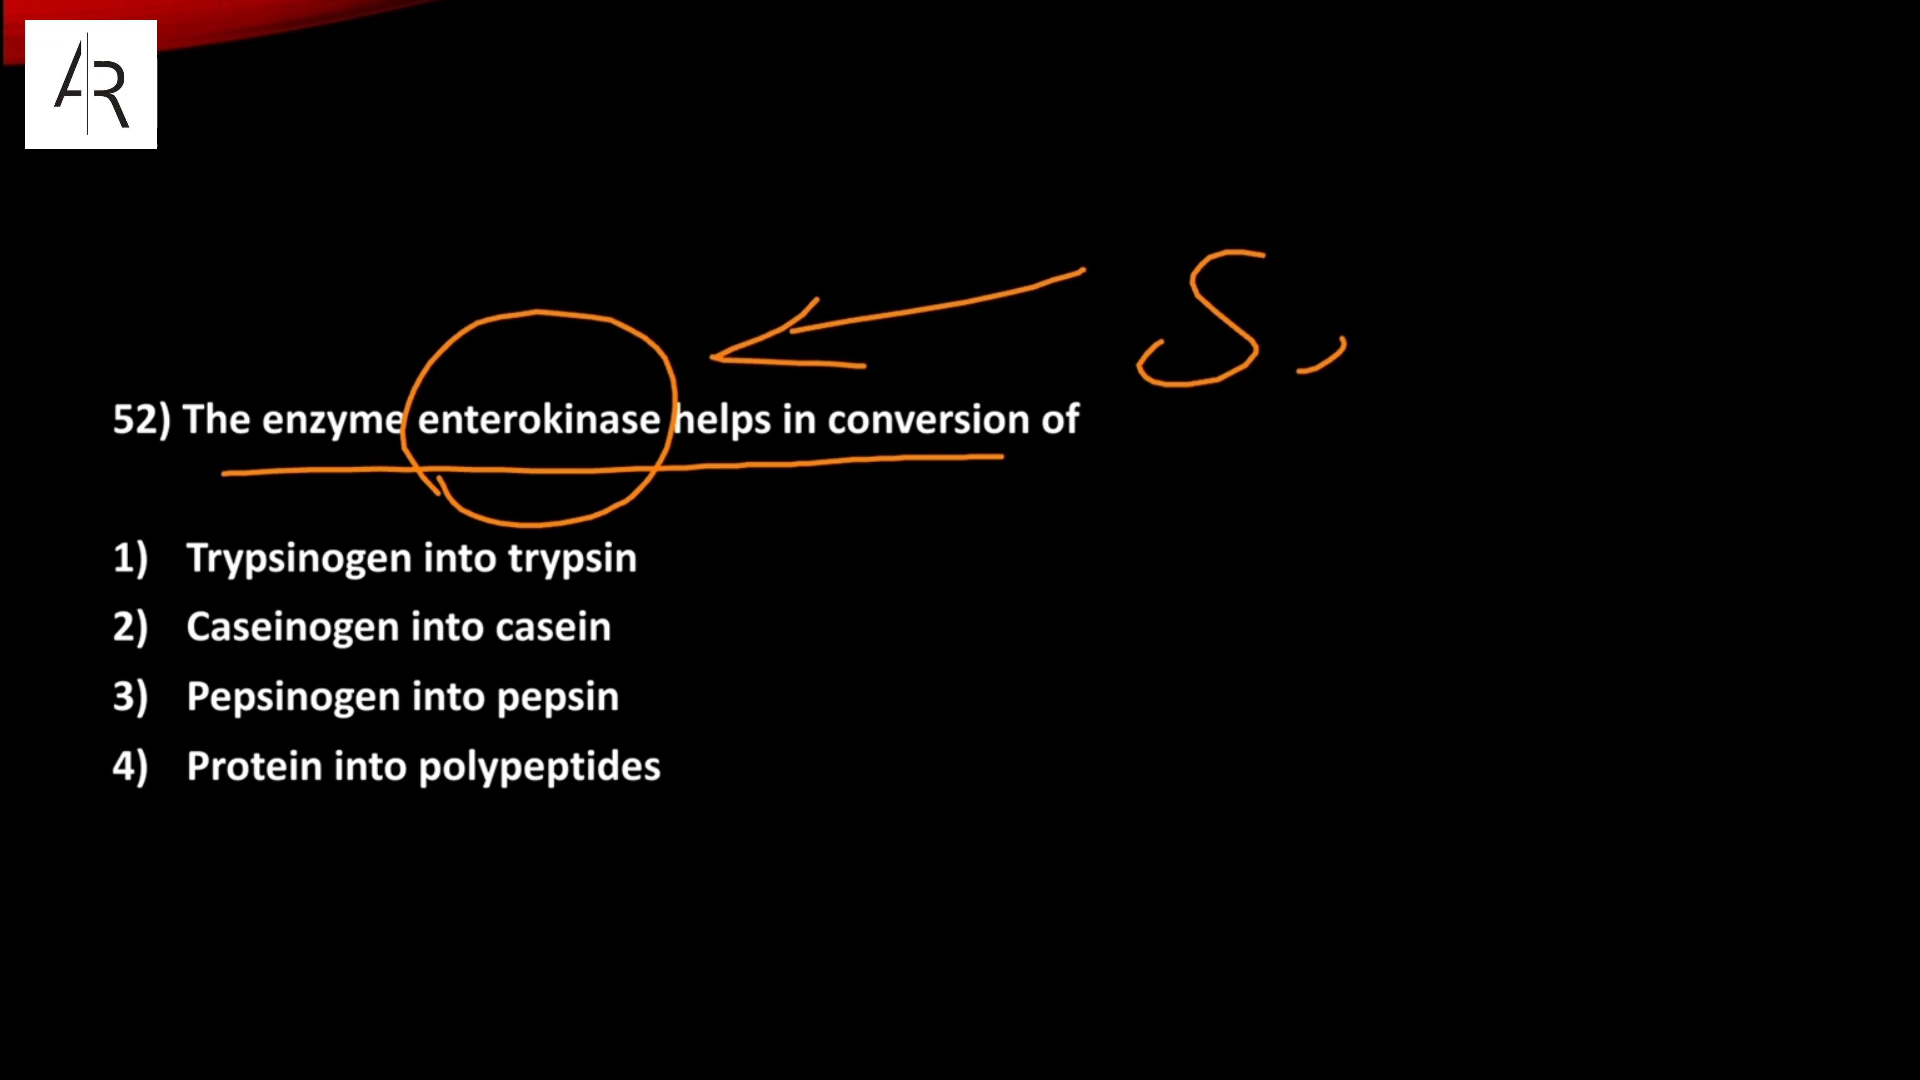 AR
S,
52) The enzyme enterokinase helps in conversion of
1) Trypsinogen into trypsin
2) Caseinogen into casein
3) Pepsinogen into pepsin
4) Protein into polypeptides